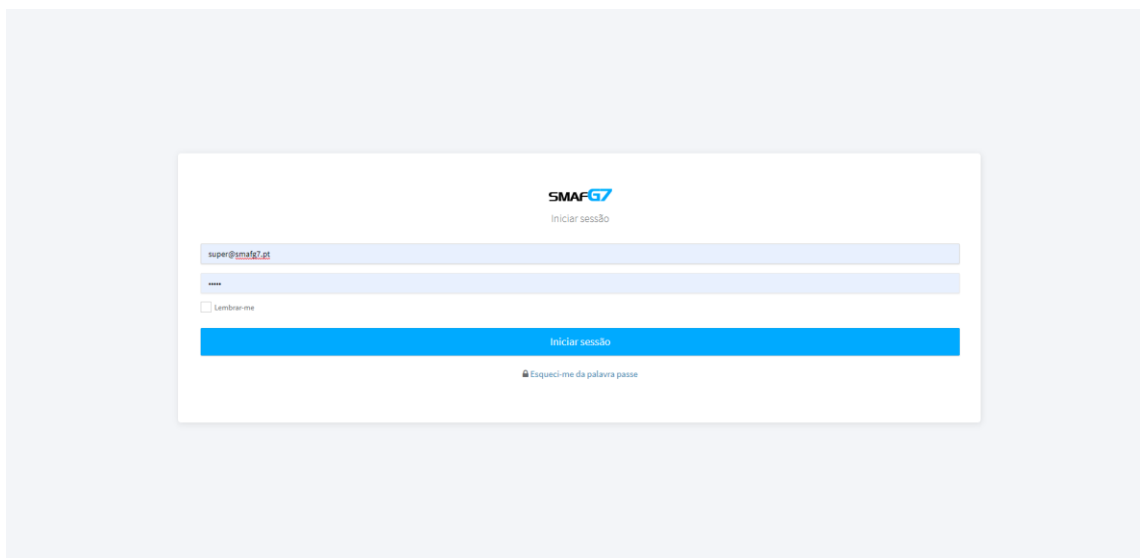 SMAFG7
Iniciar sessão
super@smafg7.pt
•••••
Lembrar-me
Iniciar sessão
Esqueci-me da palavra passe